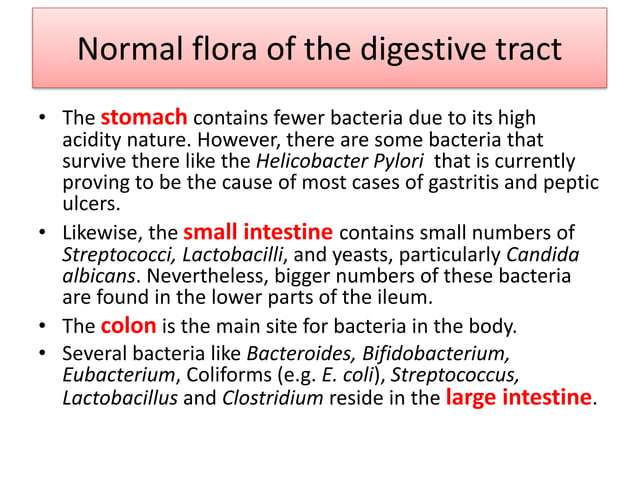 Normal flora of the digestive tract
• The stomach contains fewer bacteria due to its high
acidity nature. However, there are some bacteria that
survive there like the Helicobacter Pylori that is currently
proving to be the cause of most cases of gastritis and peptic
ulcers.
• Likewise, the small intestine contains small numbers of
Streptococci, Lactobacilli, and yeasts, particularly Candida
albicans. Nevertheless, bigger numbers of these bacteria
are found in the lower parts of the ileum.
• The colon is the main site for bacteria in the body.
• Several bacteria like Bacteroides, Bifidobacterium,
Eubacterium, Coliforms (e.g. E. coli), Streptococcus,
Lactobacillus and Clostridium reside in the large intestine.